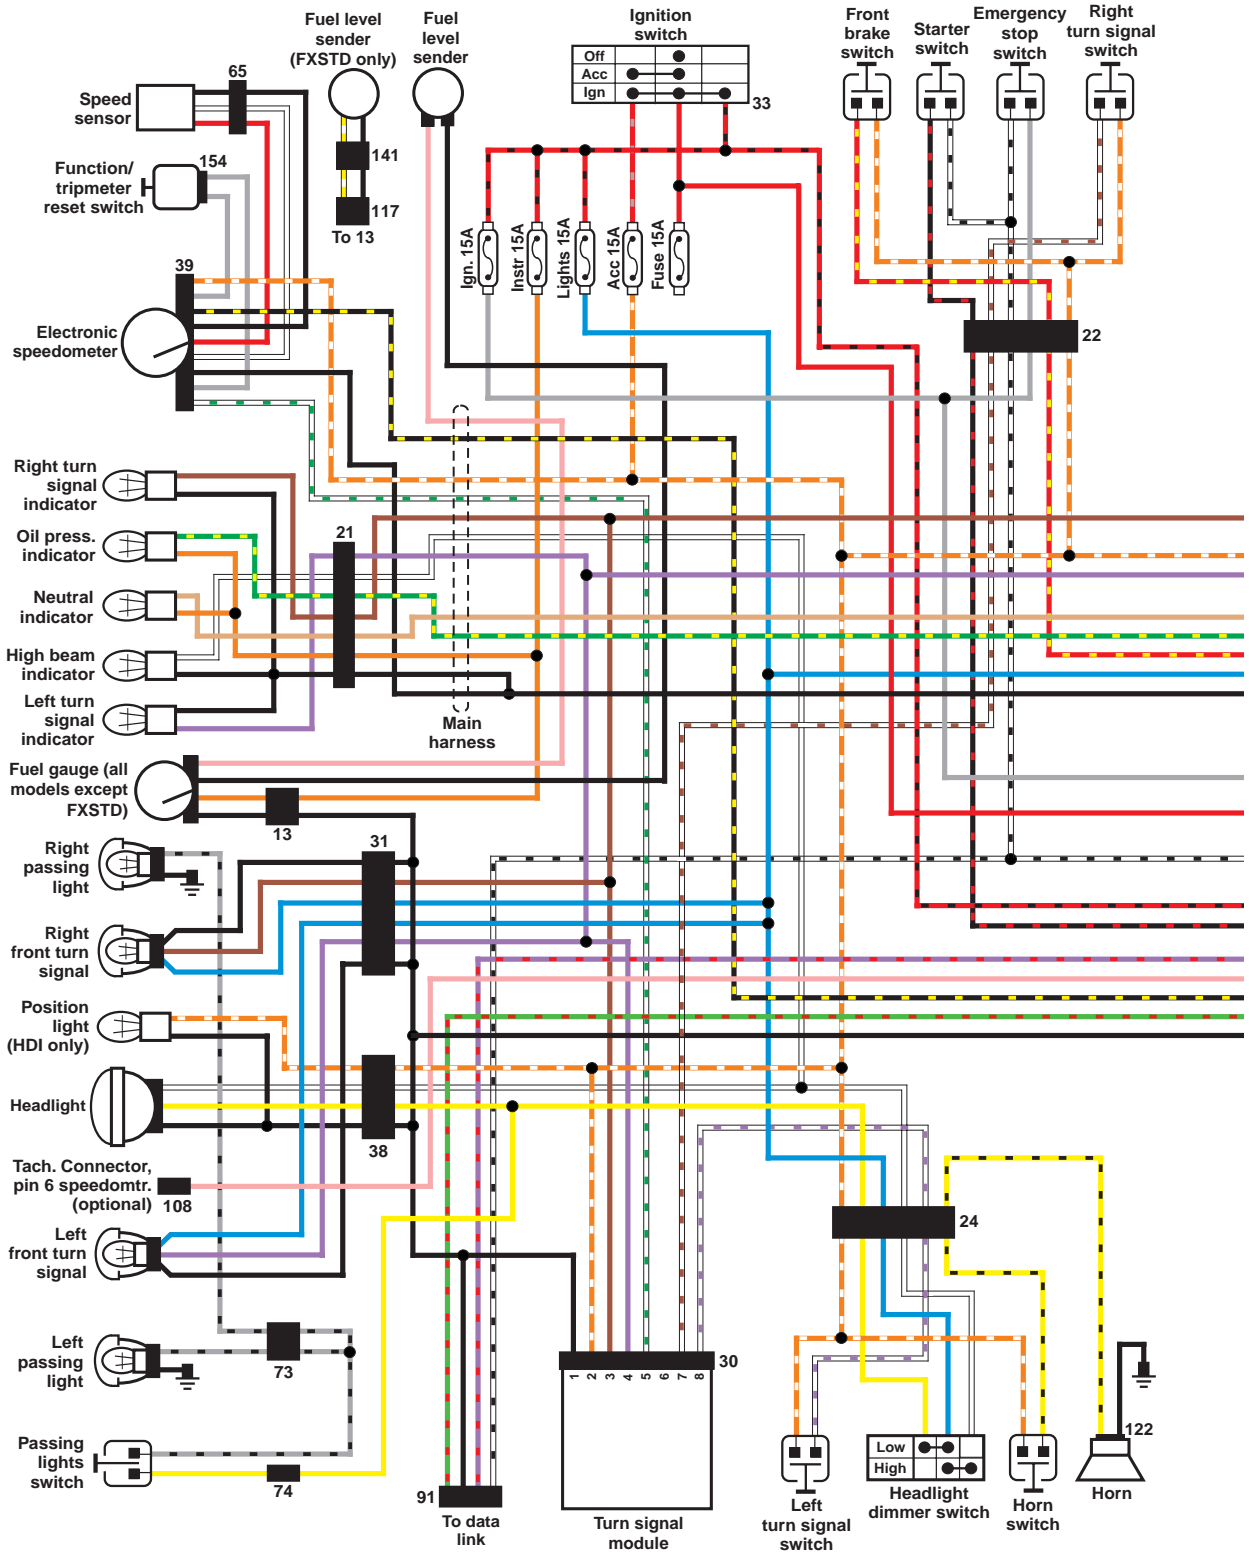 Fuel level
sender
(FXSTD only)
Fuel
level
sender
Ignition
switch
Off
Acc
Ign
33
Front
brake
switch
Starter
switch
Emergency
stop
switch
Right
turn signal
switch
65
Speed
sensor
141
117
To 13
154
Function/
tripmeter
reset switch
Ign. 15A
Instr 15A
Lights 15A
Acc 15A
Fuse 15A
39
Electronic
speedometer
22
Right turn
signal
indicator
21
Oil press.
indicator
Neutral
indicator
High beam
indicator
Left turn
signal
indicator
Main
harness
Fuel gauge (all
models except
FXSTD)
13
Right
passing
light
31
Right
front turn
signal
Position
light
(HDI only)
Headlight
38
Tach. Connector,
pin 6 speedomtr.
(optional)
108
24
Left
front turn
signal
Left
passing
light
73
30
1
2
3
4
5
6
7
8
Passing
lights
switch
74
91
To data
link
Turn signal
module
Left
turn signal
switch
Low
High
Headlight
dimmer switch
Horn
switch
122
Horn